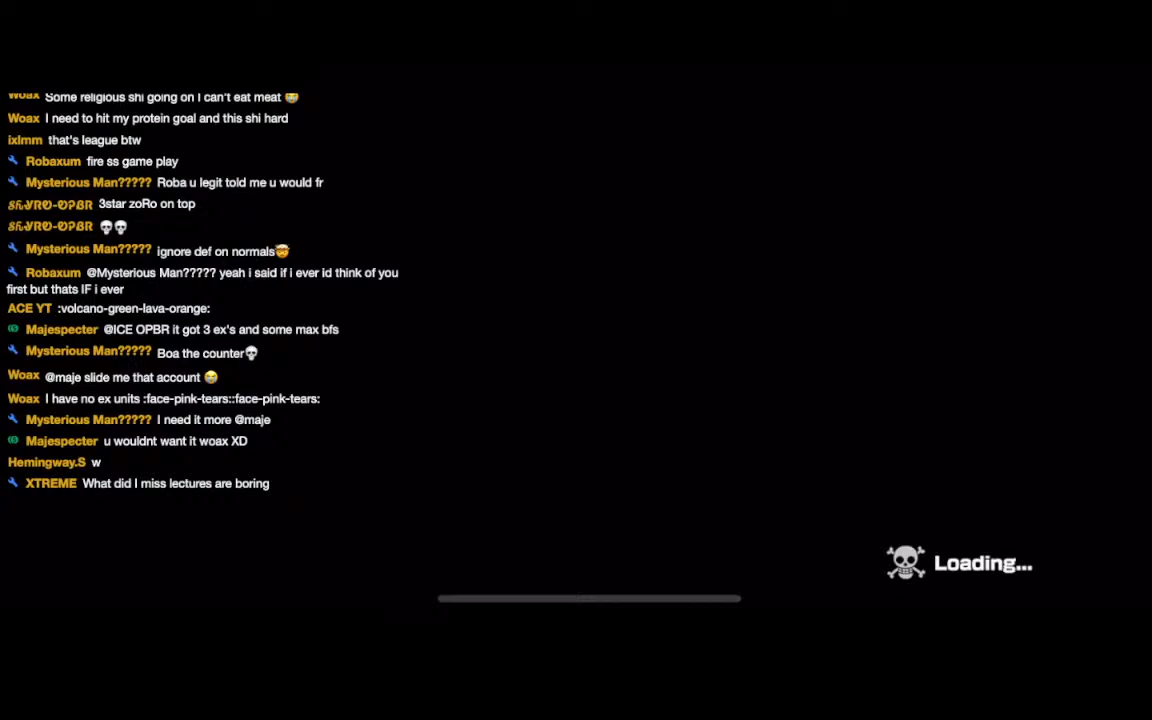 Woax Some religious shi going on I can't eat meat 😭
Woax I need to hit my protein goal and this shi hard
ixlmm that's league btw
Robaxum fire ss game play
Mysterious Man????? Roba u legit told me u would fr
3star zoRo on top
💀💀
Mysterious Man????? ignore def on normals🤯
Robaxum @Mysterious Man????? yeah i said if i ever id think of you
first but thats IF i ever
ACE YT :volcano-green-lava-orange:
Majespecter @ICE OPBR it got 3 ex's and some max bfs
Mysterious Man????? Boa the counter💀
Woax @maje slide me that account 😭
Woax I have no ex units :face-pink-tears::face-pink-tears:
Mysterious Man????? I need it more @maje
Majespecter u wouldnt want it woax XD
Hemingway.S w
XTREME What did I miss lectures are boring
Loading...